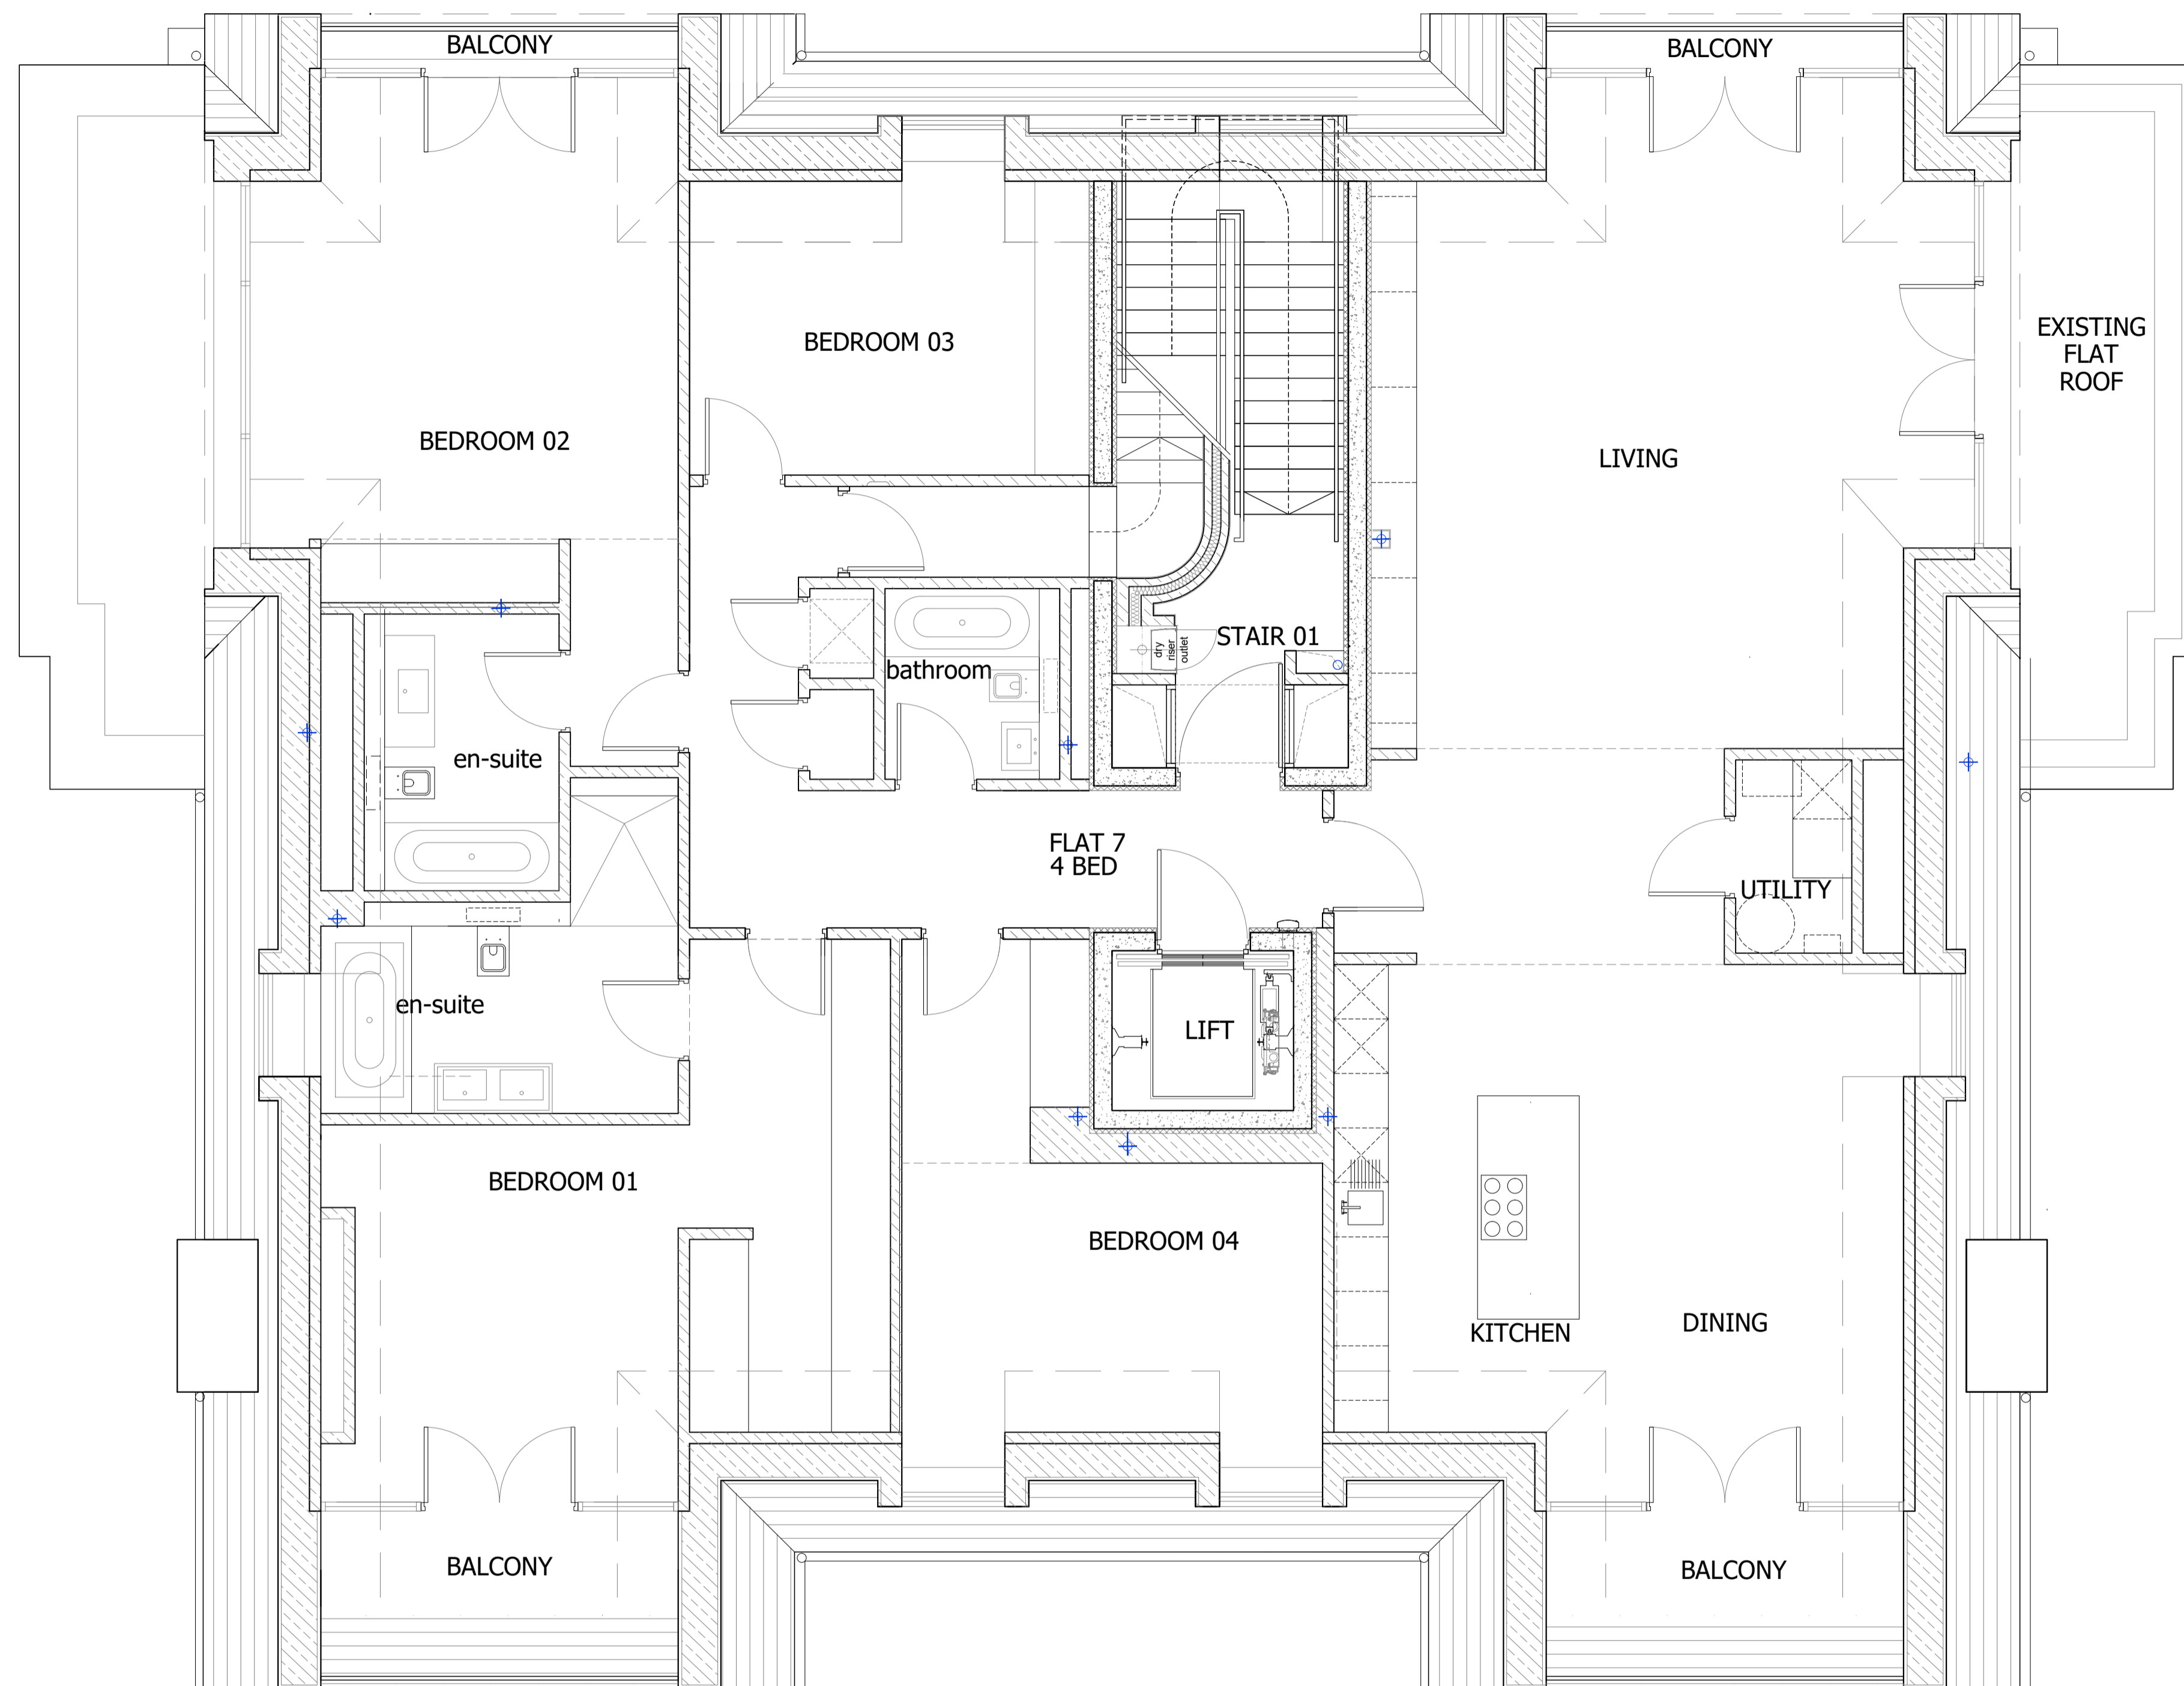 BALCONY
BALCONY
EXISTING
FLAT
ROOF
BEDROOM 03
BEDROOM 02
LIVING
STAIR 01
dry
riser
outlet
bathroom
en-suite
FLAT 7
4 BED
UTILITY
en-suite
LIFT
BEDROOM 01
BEDROOM 04
KITCHEN
DINING
BALCONY
BALCONY